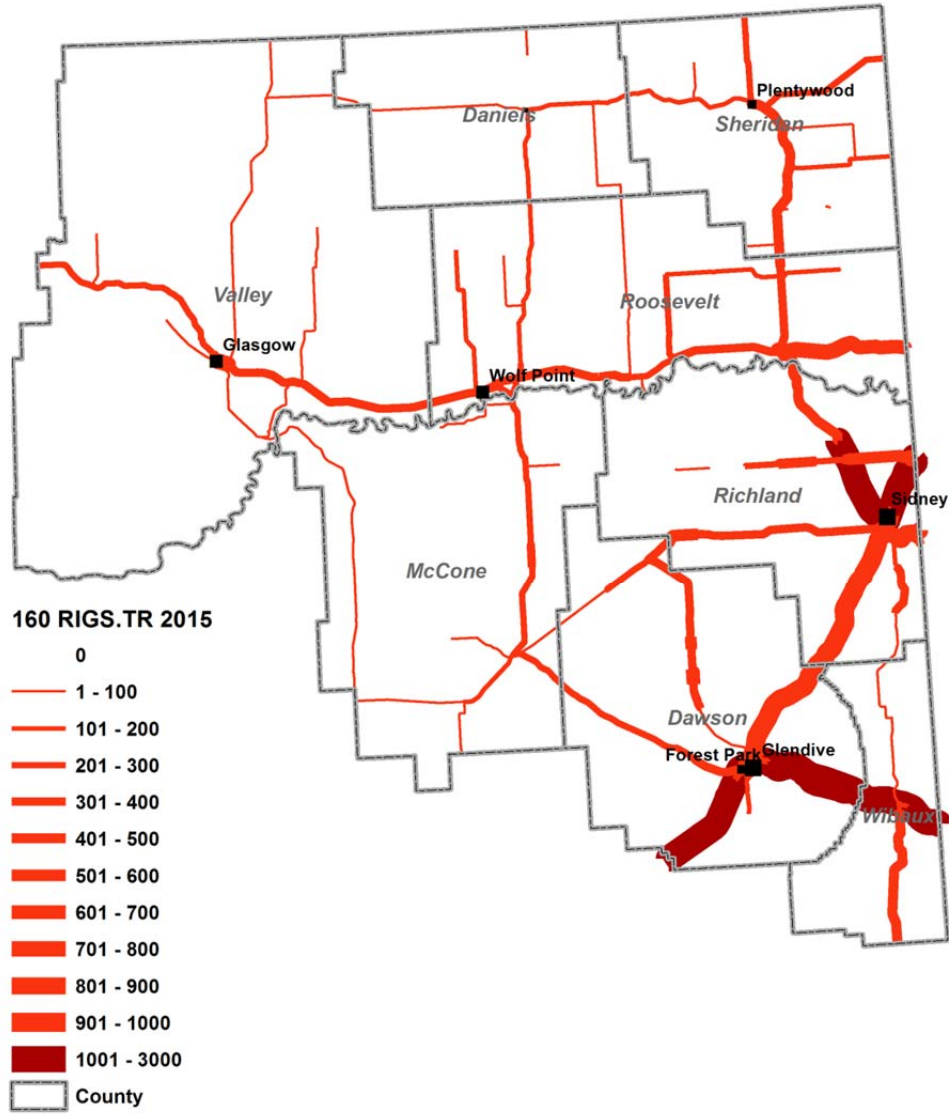 Plentywood
Daniels
Sheridan
Valley
Roosevelt
Glasgow
Wolf Point
Richland
Sidney
McCone
160 RIGS.TR 2015
0
1 - 100
101 - 200
201 - 300
301 - 400
401 - 500
501 - 600
601 - 700
701 - 800
801 - 900
901 - 1000
1001 - 3000
County
Dawson
Forest Park Glendive
Wibaux